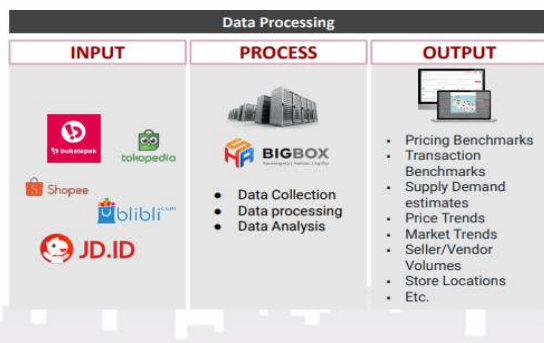 Data Processing
INPUT
bukalapak
tokopedia
Shopee
blibli.com
JD.ID
PROCESS
BIGBOX
● Data Collection
● Data processing
● Data Analysis
OUTPUT
▪ Pricing Benchmarks
▪ Transaction
Benchmarks
▪ Supply Demand
estimates
▪ Price Trends
▪ Market Trends
▪ Seller/Vendor
Volumes
▪ Store Locations
▪ Etc.